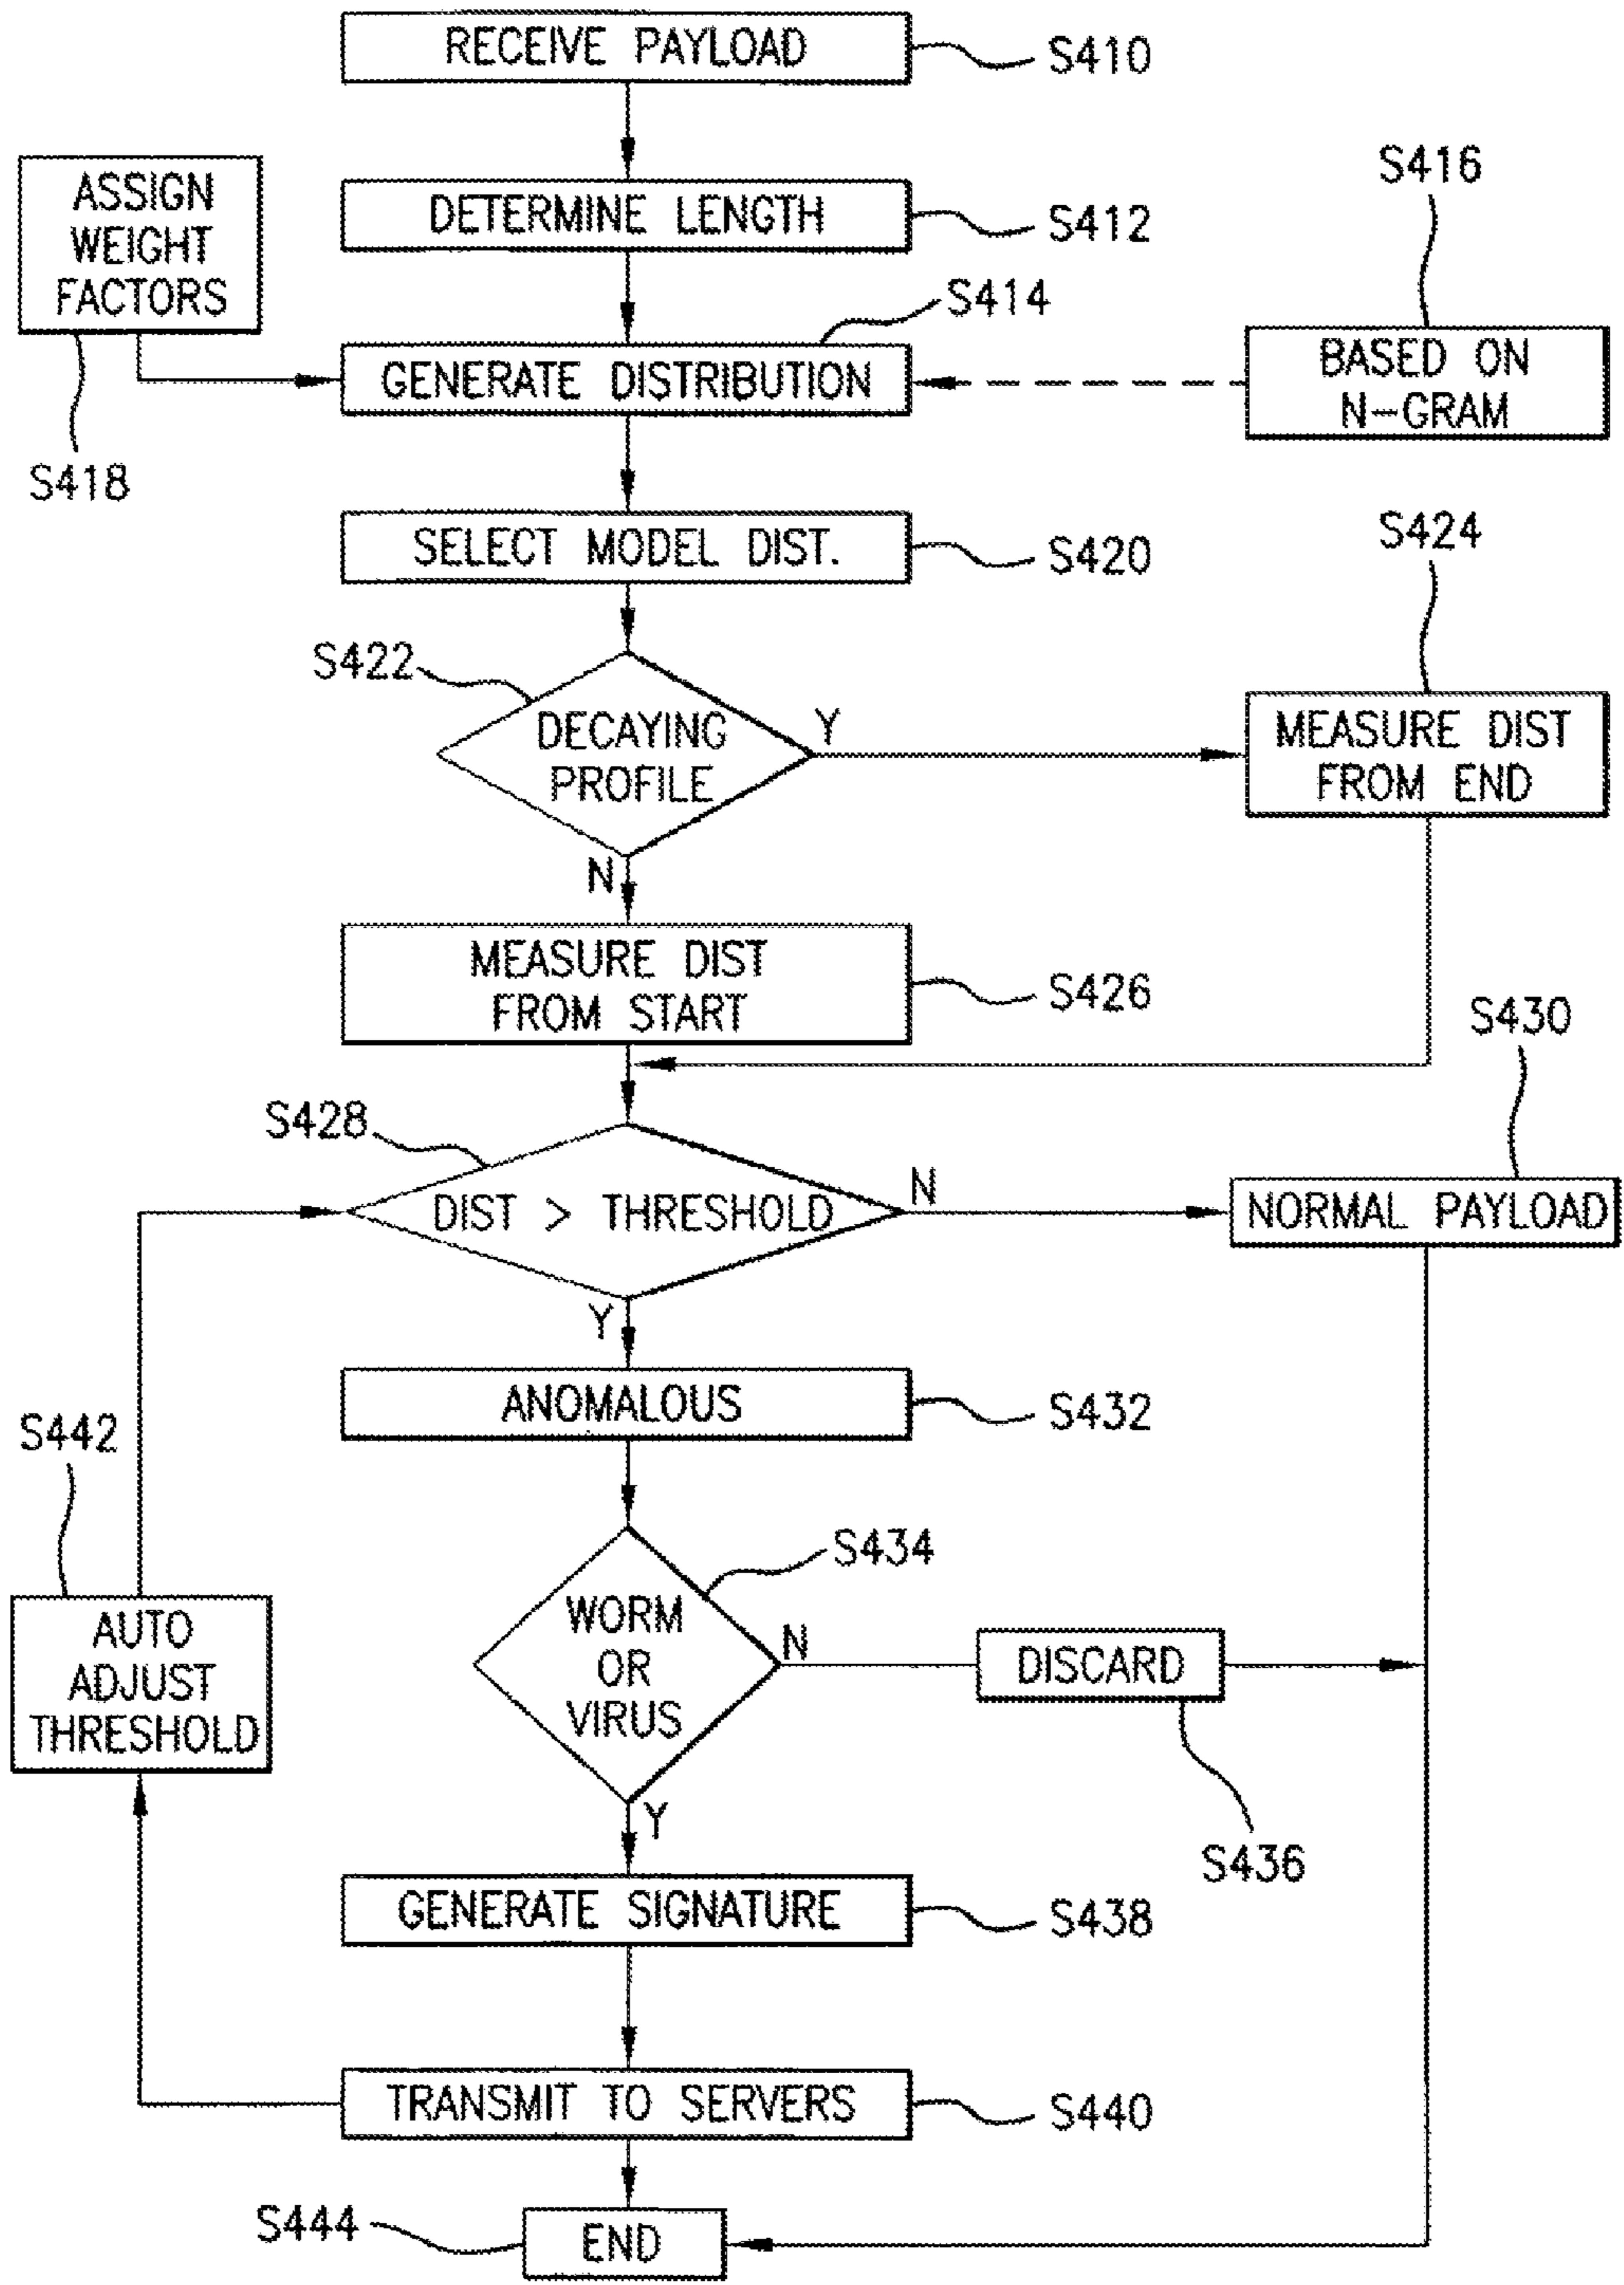 RECEIVE PAYLOAD
S410
ASSIGN
WEIGHT
FACTORS
S418
DETERMINE LENGTH
S412
S416
S414
GENERATE DISTRIBUTION
BASED ON
N-GRAM
SELECT MODEL DIST.
S420
S424
S422
DECAYING
PROFILE
Y
N
MEASURE DIST
FROM END
MEASURE DIST
FROM START
S426
S430
S428
DIST > THRESHOLD
N
Y
NORMAL PAYLOAD
ANOMALOUS
S432
S442
AUTO
ADJUST
THRESHOLD
S434
WORM
OR
VIRUS
N
Y
DISCARD
S436
GENERATE SIGNATURE
S438
TRANSMIT TO SERVERS
S440
S444
END